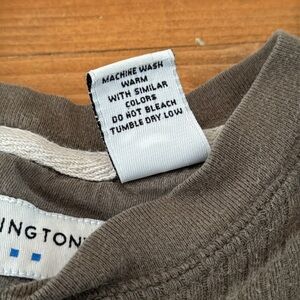 MACHINE WASH
WARM
WITH SIMILAR
COLORS
DO NOT BLEACH
TUMBLE DRY LOW
INGTON